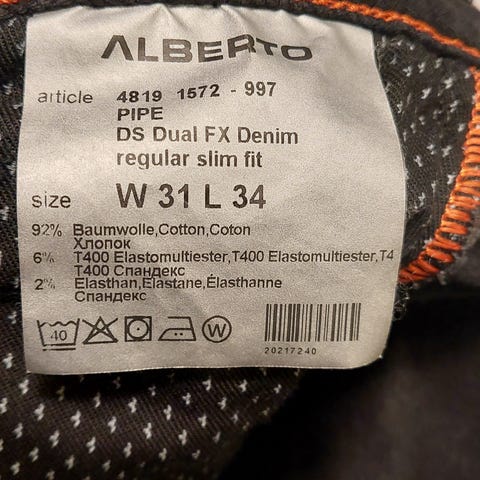 ALBERTO
article 4819 1572 - 997
PIPE
DS Dual FX Denim
regular slim fit
size W 31 L 34
92% Baumwolle,Cotton,Coton
Хлопок
6% T400 Elastomultiester,T400 Elastomultiester,T4
T400 Спандекс
2% Elasthan,Elastane,Élasthanne
Спандекс
40 W
20217240